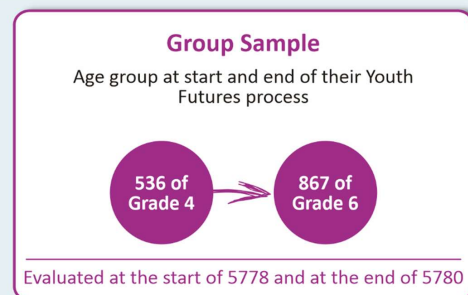 Group Sample
Age group at start and end of their Youth
Futures process
536 of
Grade 4
867 of
Grade 6
Evaluated at the start of 5778 and at the end of 5780